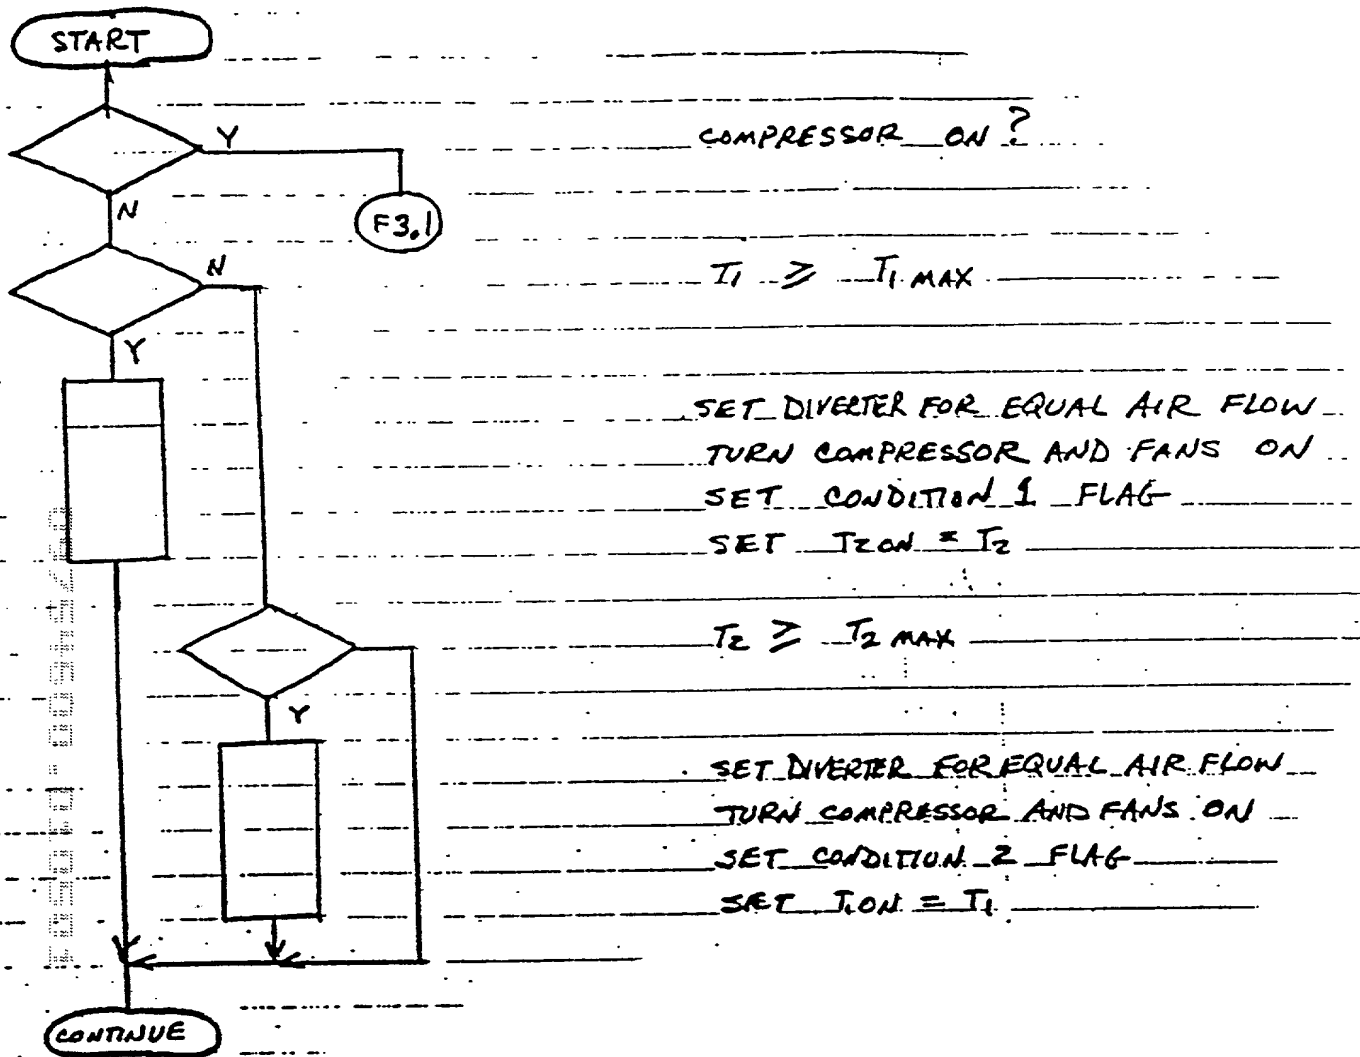 START
Y
COMPRESSOR ON?
N
F3.1
N
T1 ≥ T1 MAX
Y
SET DIVERTER FOR EQUAL AIR FLOW
TURN COMPRESSOR AND FANS ON
SET CONDITION 1 FLAG
SET T2ON = T2
T2 ≥ T2 MAX
Y
SET DIVERTER FOR EQUAL AIR FLOW
TURN COMPRESSOR AND FANS ON
SET CONDITION 2 FLAG
SET T1ON = T1
CONTINUE